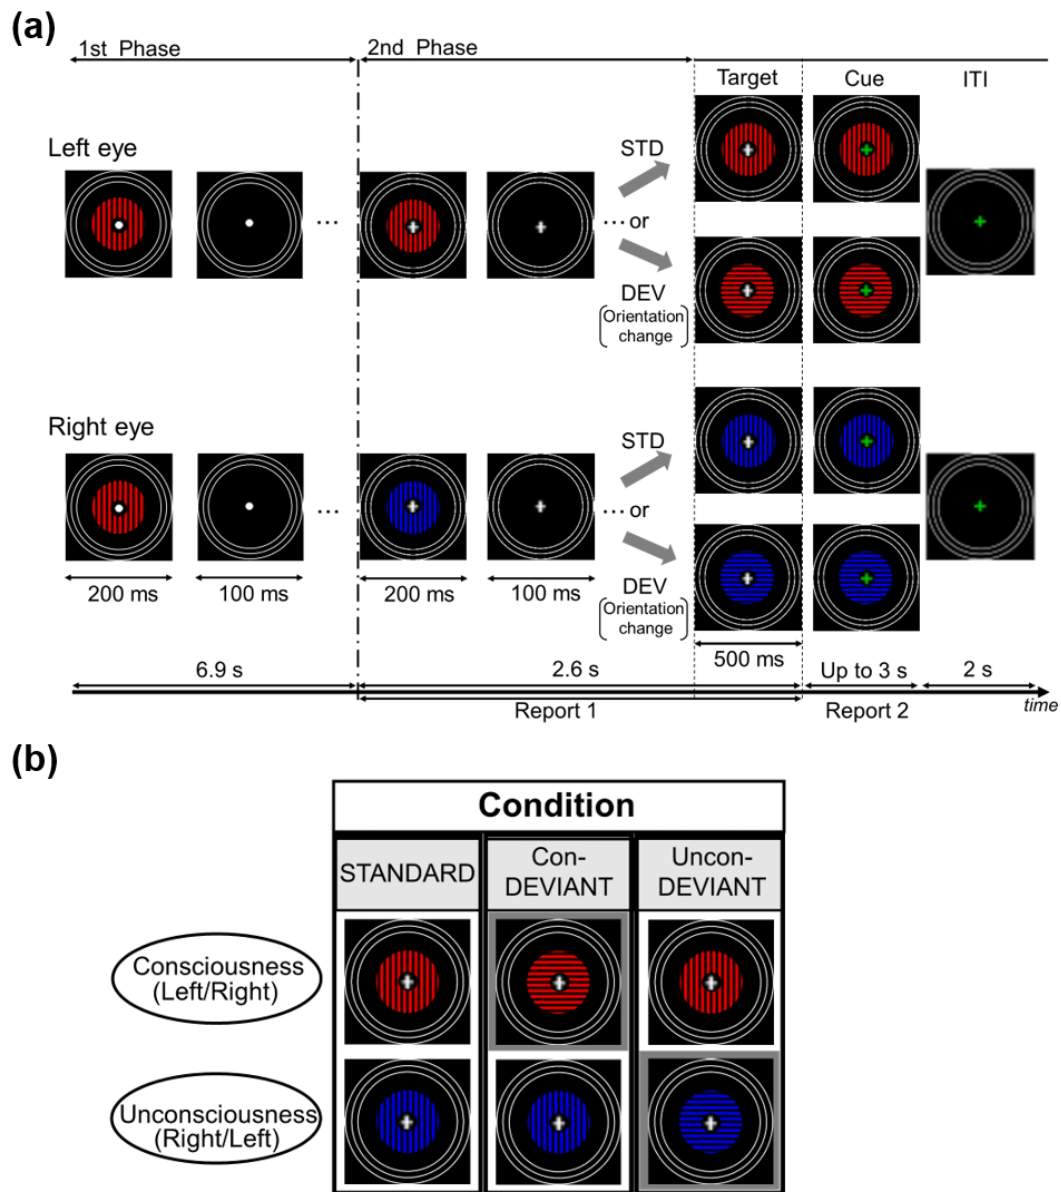 (a)
1st Phase
2nd Phase
Target
Cue
ITI
Left eye
STD
... or
...
DEV
(Orientation
change)
Right eye
STD
... or
...
DEV
(Orientation
change)
200 ms
100 ms
200 ms
100 ms
500 ms
6.9 s
2.6 s
Up to 3 s
2 s
Report 1
Report 2
time
(b)
Condition
STANDARD
Con-
DEVIANT
Uncon-
DEVIANT
Consciousness
(Left/Right)
Unconsciousness
(Right/Left)